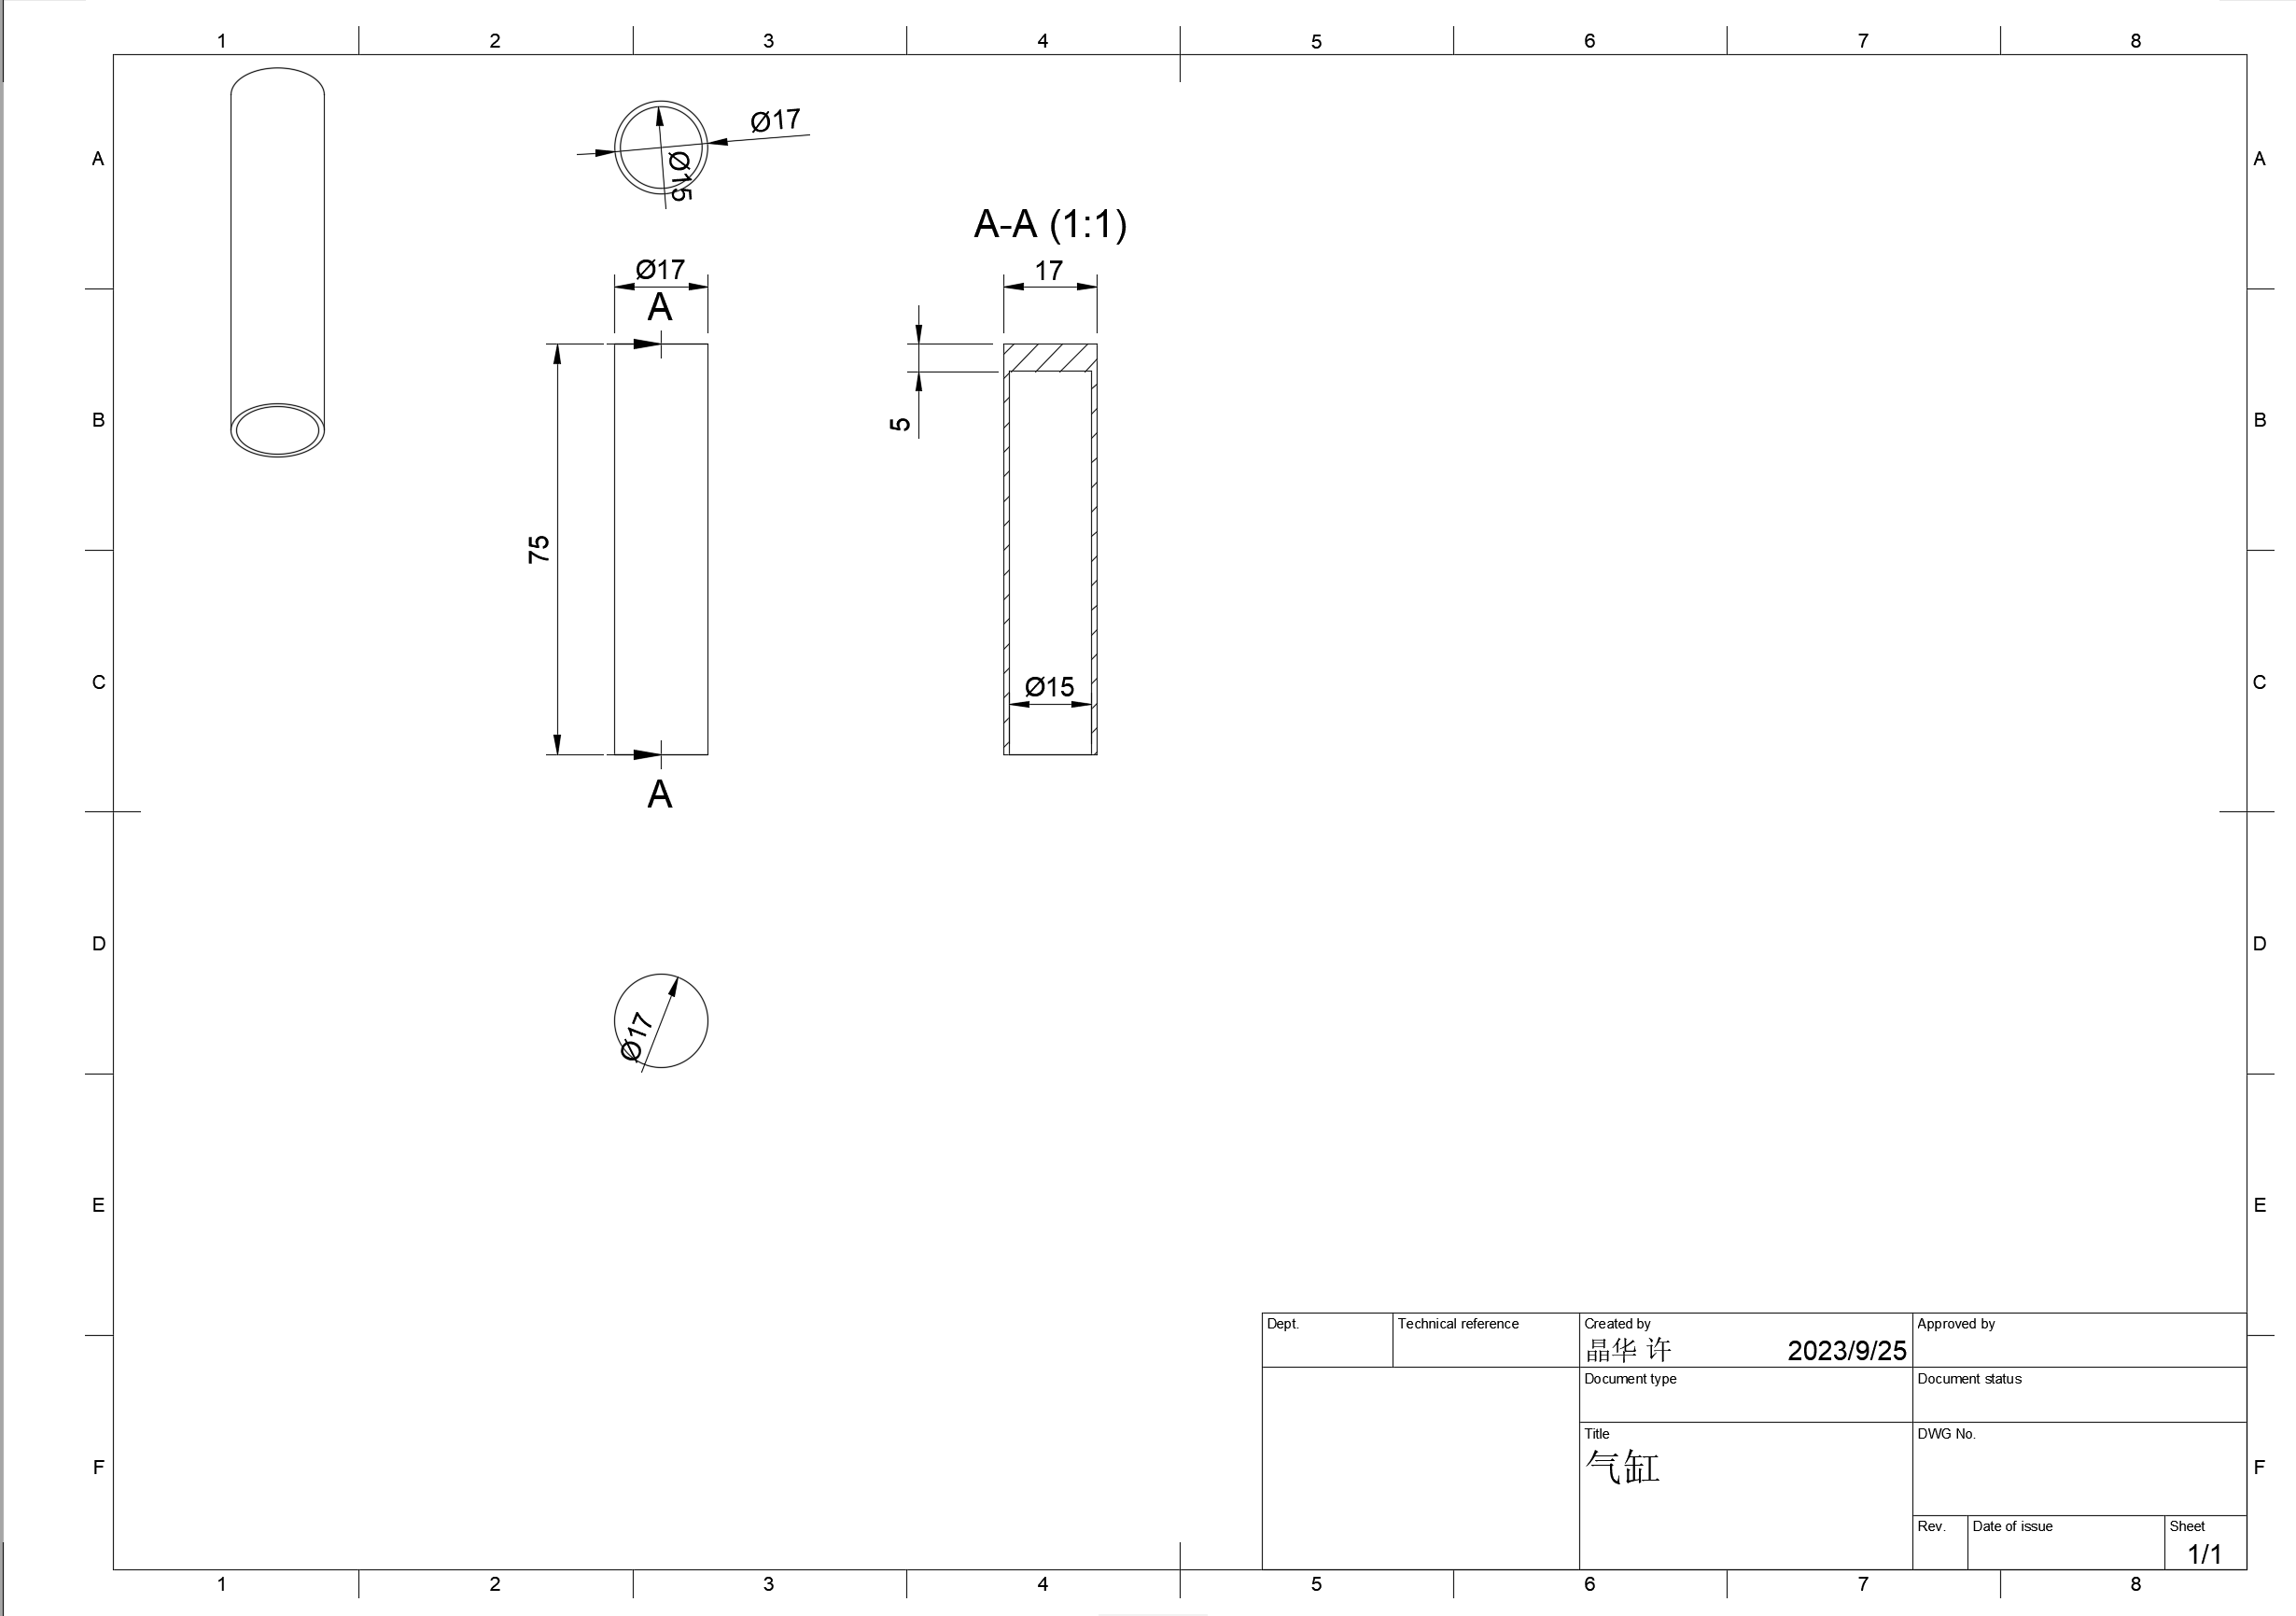 1 2 3 4 5 6 7 8
A A
Ø17
Ø15
A-A (1:1)
Ø17
17
A
B B
5
75
C C
Ø15
A
D D
Ø17
E E
Dept.
Technical reference
Created by
晶华 许 2023/9/25
Approved by
Document type
Document status
Title
气缸
DWG No.
F F
Rev.
Date of issue
Sheet
1/1
1 2 3 4 5 6 7 8